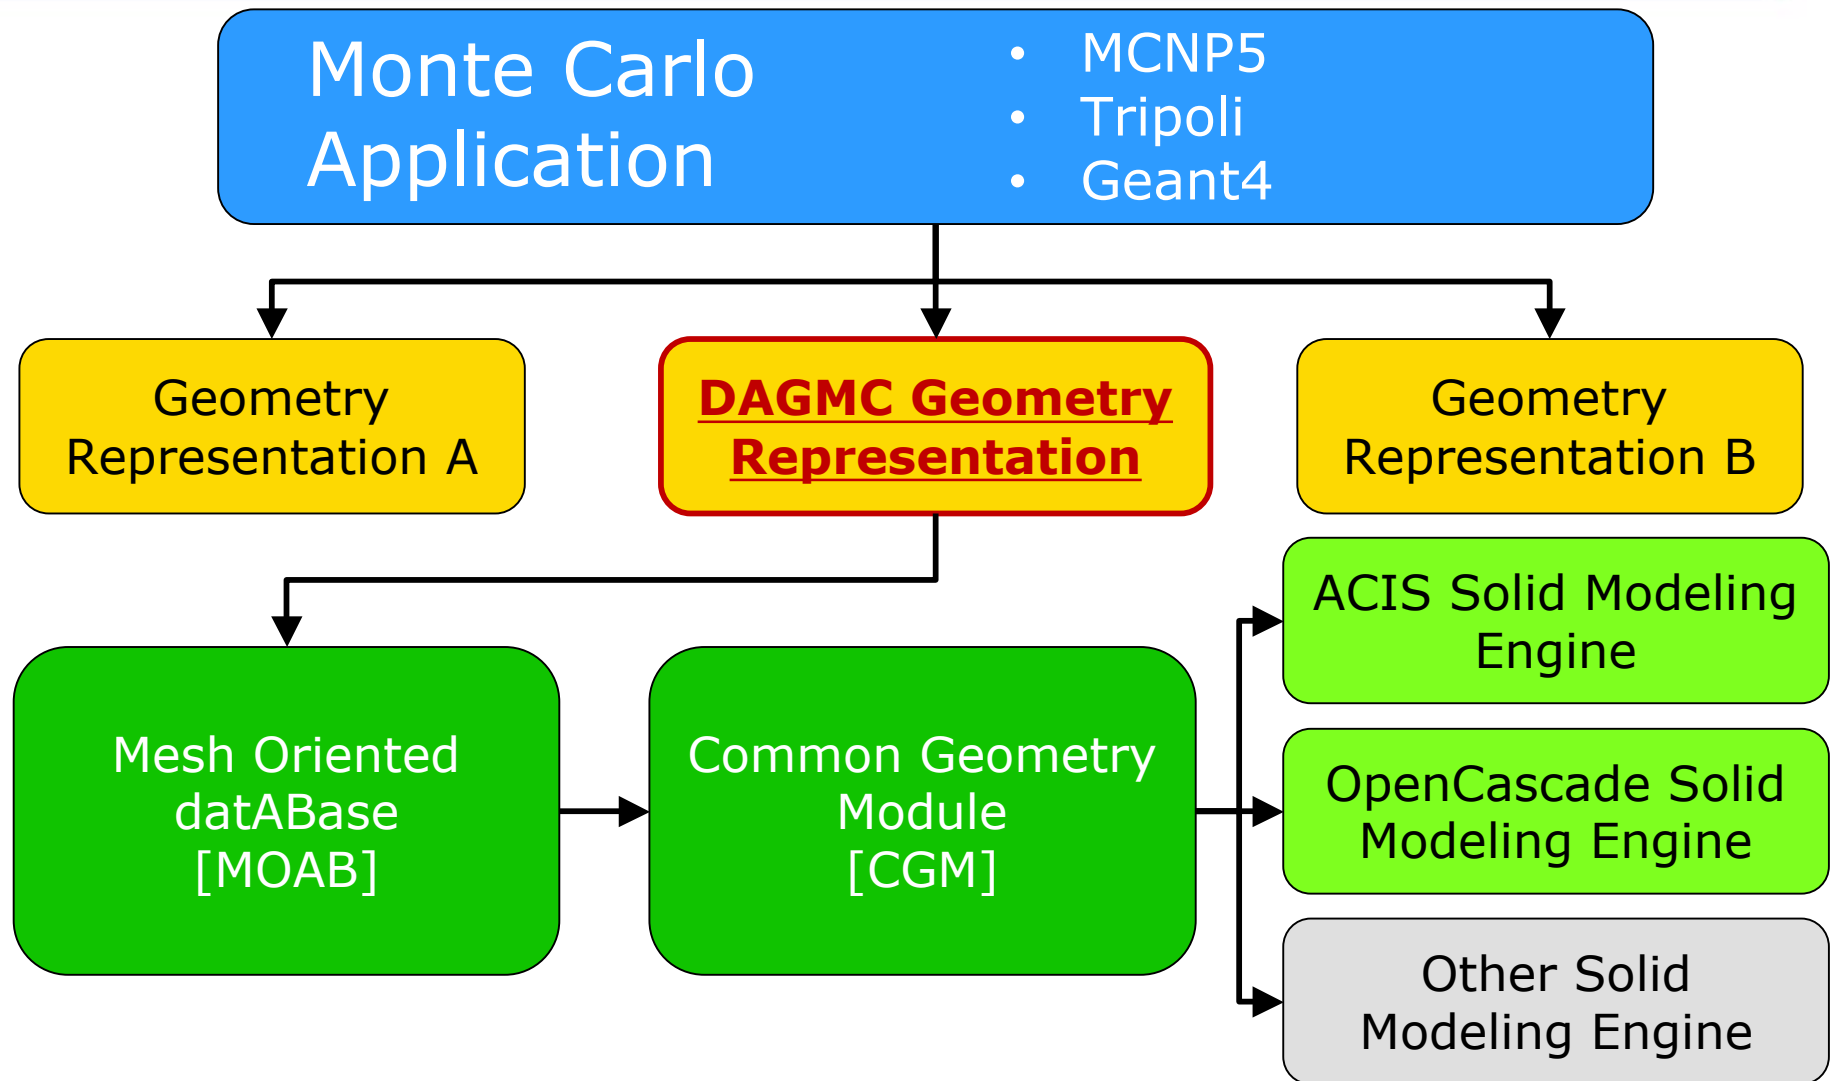 Monte Carlo
Application
• MCNP5
• Tripoli
• Geant4
Geometry
Representation A
DAGMC Geometry
Representation
Geometry
Representation B
ACIS Solid Modeling
Engine
Mesh Oriented
datABase
[MOAB]
Common Geometry
Module
[CGM]
OpenCascade Solid
Modeling Engine
Other Solid
Modeling Engine